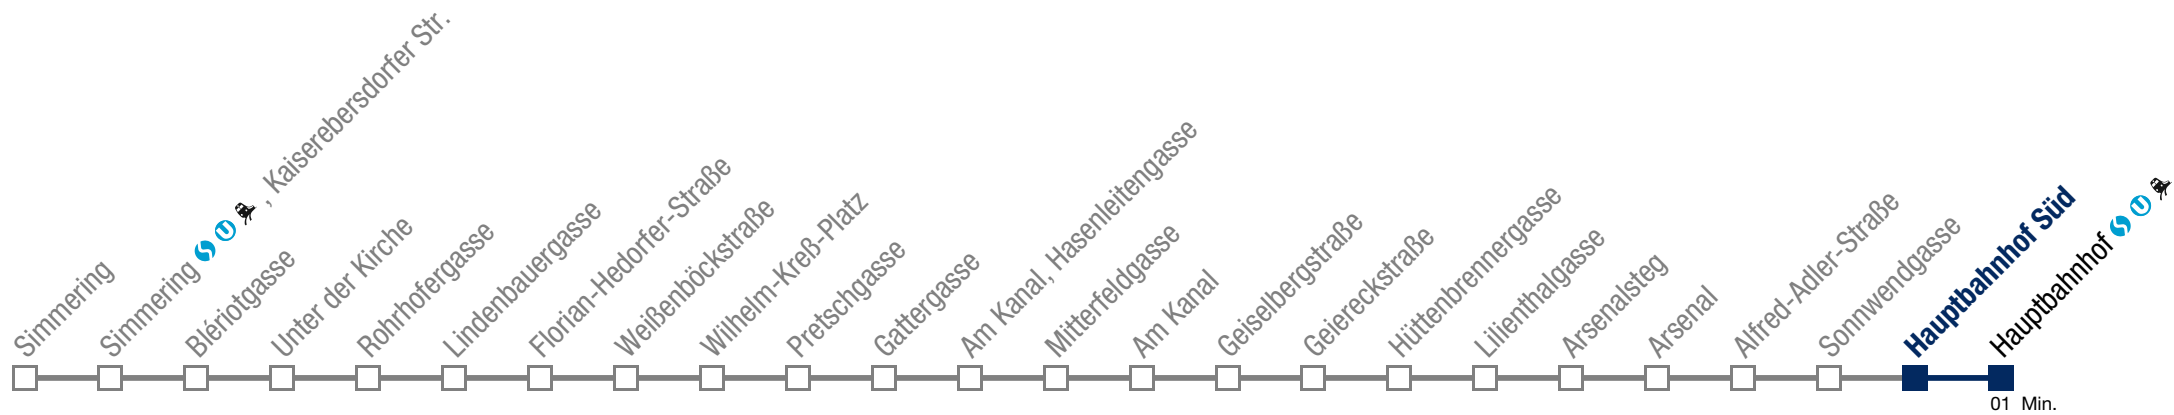 Simmering
Simmering S U , Kaiserebersdorfer Str.
Blériotgasse
Unter der Kirche
Rohrhofergasse
Lindenbauergasse
Florian-Hedorfer-Straße
Weißenböckstraße
Wilhelm-Kreß-Platz
Pretschgasse
Gattergasse
Am Kanal, Hasenleitengasse
Mitterfeldgasse
Am Kanal
Geiselbergstraße
Geiereckstraße
Hüttenbrennergasse
Lilienthalgasse
Arsenalsteg
Arsenal
Alfred-Adler-Straße
Sonnwendgasse
Hauptbahnhof Süd
Hauptbahnhof S U
01 Min.